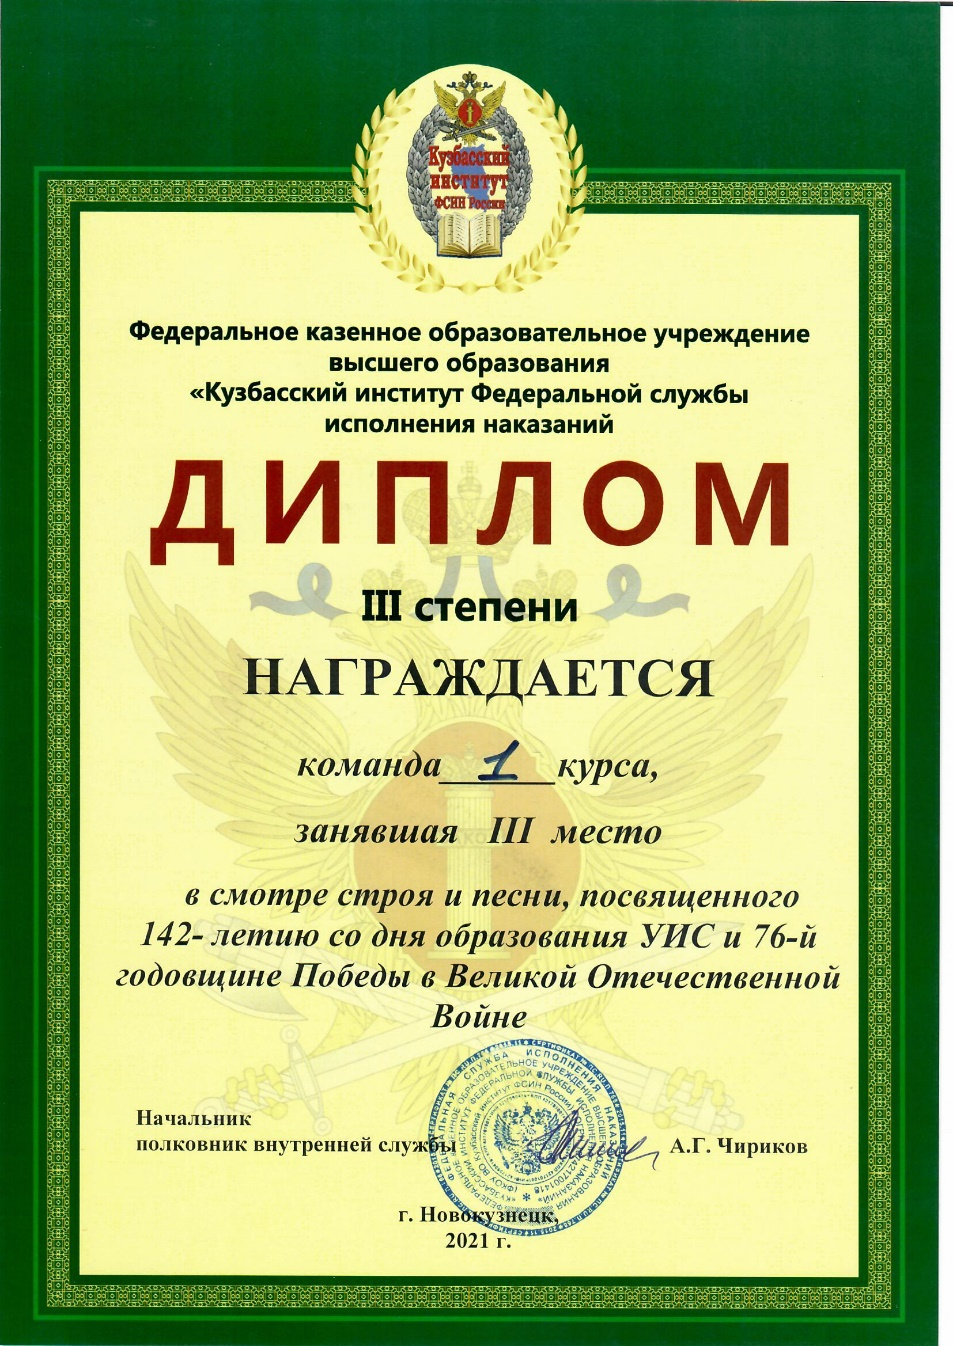 Кузбасский
институт
ФСИН России
Федеральное казенное образовательное учреждение
высшего образования
«Кузбасский институт Федеральной службы
исполнения наказаний
ДИПЛОМ
III степени
НАГРАЖДАЕТСЯ
команда 1 курса,
занявшая III место
в смотре строя и песни, посвященного
142- летию со дня образования УИС и 76-й
годовщине Победы в Великой Отечественной
Войне
Начальник
полковник внутренней службы А.Г. Чириков
г. Новокузнецк,
2021 г.